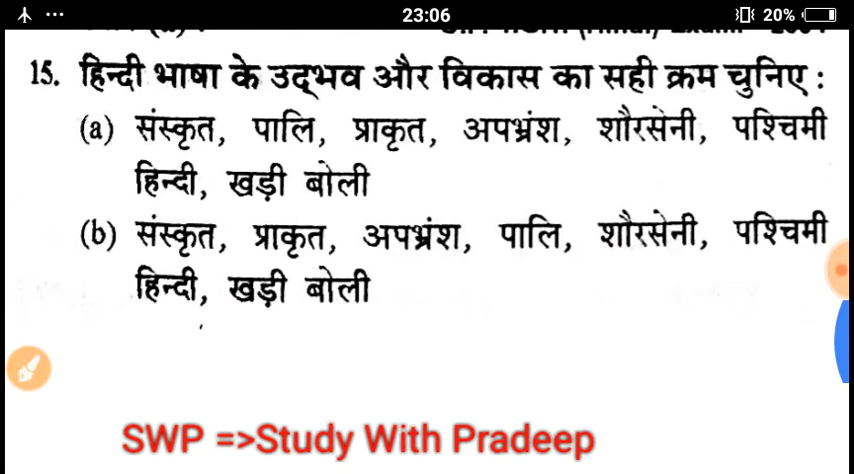 23:06
20%
15. हिन्दी भाषा के उद्‌भव और विकास का सही क्रम चुनिए :
(a) संस्कृत, पालि, प्राकृत, अपभ्रंश, शौरसेनी, पश्चिमी
हिन्दी, खड़ी बोली
(b) संस्कृत, प्राकृत, अपभ्रंश, पालि, शौरसेनी, पश्चिमी
हिन्दी, खड़ी बोली
SWP =>Study With Pradeep